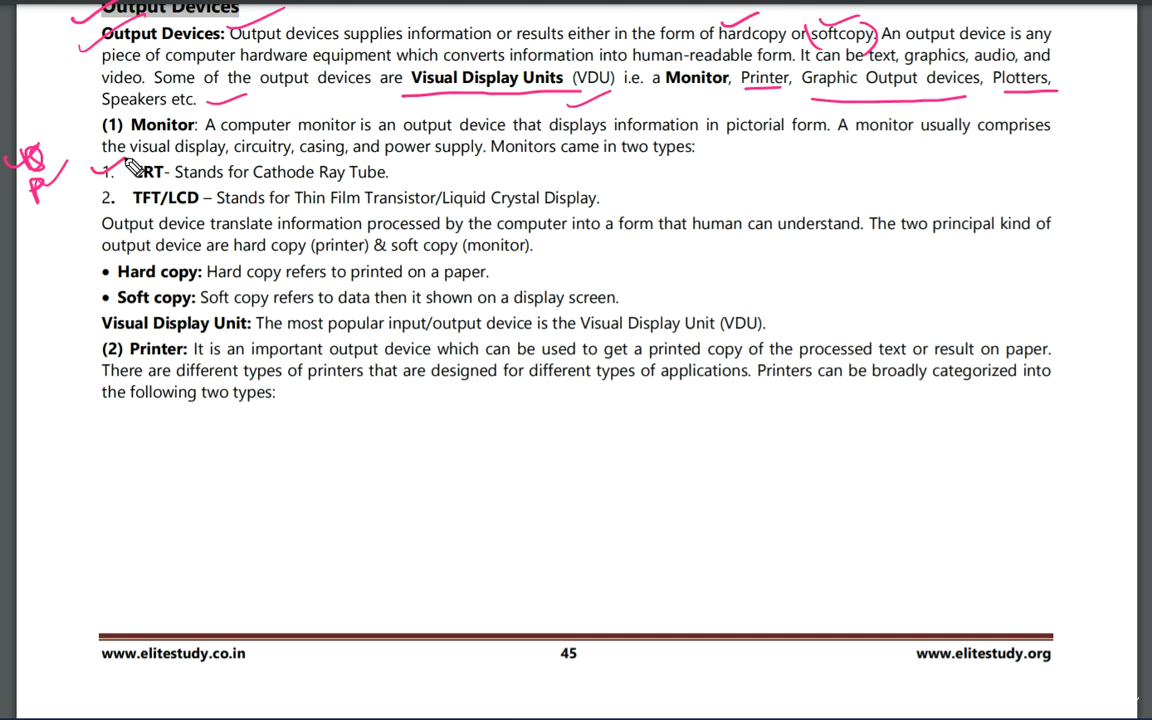 Output Devices
Output Devices: Output devices supplies information or results either in the form of hardcopy or softcopy. An output device is any
piece of computer hardware equipment which converts information into human-readable form. It can be text, graphics, audio, and
video. Some of the output devices are Visual Display Units (VDU) i.e. a Monitor, Printer, Graphic Output devices, Plotters,
Speakers etc.
(1) Monitor: A computer monitor is an output device that displays information in pictorial form. A monitor usually comprises
the visual display, circuitry, casing, and power supply. Monitors came in two types:
1. RT- Stands for Cathode Ray Tube.
2. TFT/LCD – Stands for Thin Film Transistor/Liquid Crystal Display.
Output device translate information processed by the computer into a form that human can understand. The two principal kind of
output device are hard copy (printer) & soft copy (monitor).
• Hard copy: Hard copy refers to printed on a paper.
• Soft copy: Soft copy refers to data then it shown on a display screen.
Visual Display Unit: The most popular input/output device is the Visual Display Unit (VDU).
(2) Printer: It is an important output device which can be used to get a printed copy of the processed text or result on paper.
There are different types of printers that are designed for different types of applications. Printers can be broadly categorized into
the following two types:
www.elitestudy.co.in 45 www.elitestudy.org